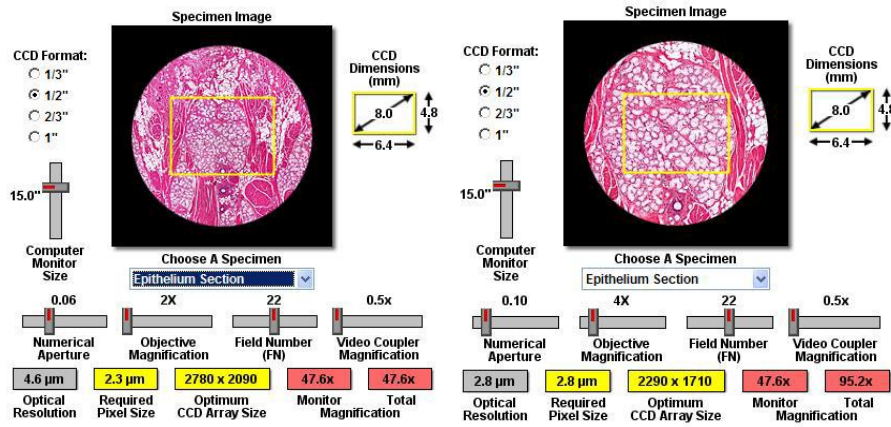 Specimen Image
CCD Format:
1/3"
1/2"
2/3"
1"
CCD
Dimensions
(mm)
8.0
4.8
6.4
15.0"
Computer
Monitor
Size
Choose A Specimen
Epithelium Section
0.06
2X
22
0.5x
Numerical
Aperture
Objective
Magnification
Field Number
(FN)
Video Coupler
Magnification
4.6 µm
2.3 µm
2780 x 2090
47.6x
47.6x
Optical
Resolution
Required
Pixel Size
Optimum
CCD Array Size
Monitor
Total
Magnification
Specimen Image
CCD Format:
1/3"
1/2"
2/3"
1"
CCD
Dimensions
(mm)
8.0
4.8
6.4
15.0"
Computer
Monitor
Size
Choose A Specimen
Epithelium Section
0.10
4X
22
0.5x
Numerical
Aperture
Objective
Magnification
Field Number
(FN)
Video Coupler
Magnification
2.8 µm
2.8 µm
2290 x 1710
47.6x
95.2x
Optical
Resolution
Required
Pixel Size
Optimum
CCD Array Size
Monitor
Total
Magnification